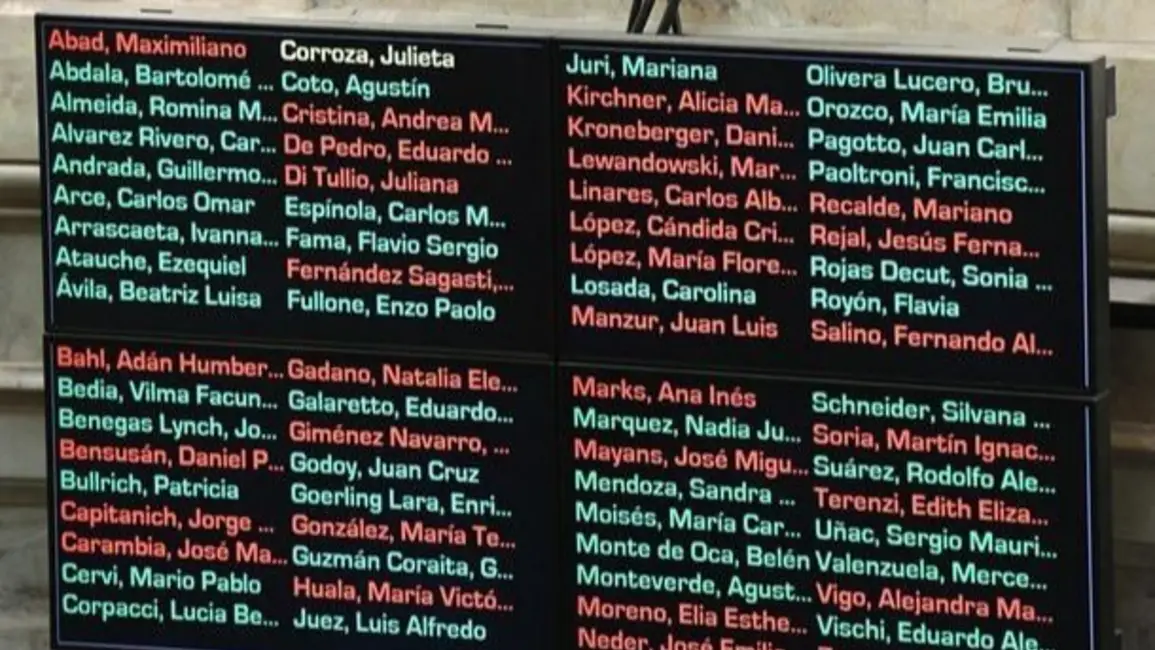 Abad, Maximiliano
Abdala, Bartolomé ...
Almeida, Romina M...
Alvarez Rivero, Car...
Andrada, Guillermo...
Arce, Carlos Omar
Arrascaeta, Ivanna...
Atauche, Ezequiel
Ávila, Beatriz Luisa
Corroza, Julieta
Coto, Agustín
Cristina, Andrea M...
De Pedro, Eduardo ...
Di Tullio, Juliana
Espínola, Carlos M...
Fama, Flavio Sergio
Fernández Sagasti,...
Fullone, Enzo Paolo
Juri, Mariana
Kirchner, Alicia Ma...
Kroneberger, Dani...
Lewandowski, Mar...
Linares, Carlos Alb...
López, Cándida Cri...
López, María Flore...
Losada, Carolina
Manzur, Juan Luis
Olivera Lucero, Bru...
Orozco, María Emilia
Pagotto, Juan Carl...
Paoltroni, Francisc...
Recalde, Mariano
Rejal, Jesús Ferna...
Rojas Decut, Sonia ...
Royón, Flavia
Salino, Fernando Al...
Bahl, Adán Humber...
Bedia, Vilma Facun...
Benegas Lynch, Jo...
Bensusán, Daniel P...
Bullrich, Patricia
Capitanich, Jorge ...
Carambia, José Ma...
Cervi, Mario Pablo
Corpacci, Lucia Be...
Gadano, Natalia Ele...
Galaretto, Eduardo...
Giménez Navarro, ...
Godoy, Juan Cruz
Goerling Lara, Enri...
González, María Te...
Guzmán Coraita, G...
Huala, María Victó...
Juez, Luis Alfredo
Marks, Ana Inés
Marquez, Nadia Ju...
Mayans, José Migu...
Mendoza, Sandra ...
Moisés, María Car...
Monte de Oca, Belén
Monteverde, Agust...
Moreno, Elia Esthe...
Neder, José Emilio
Schneider, Silvana ...
Soria, Martín Ignac...
Suárez, Rodolfo Ale...
Terenzi, Edith Eliza...
Uñac, Sergio Mauri...
Valenzuela, Merce...
Vigo, Alejandra Ma...
Vischi, Eduardo Ale...